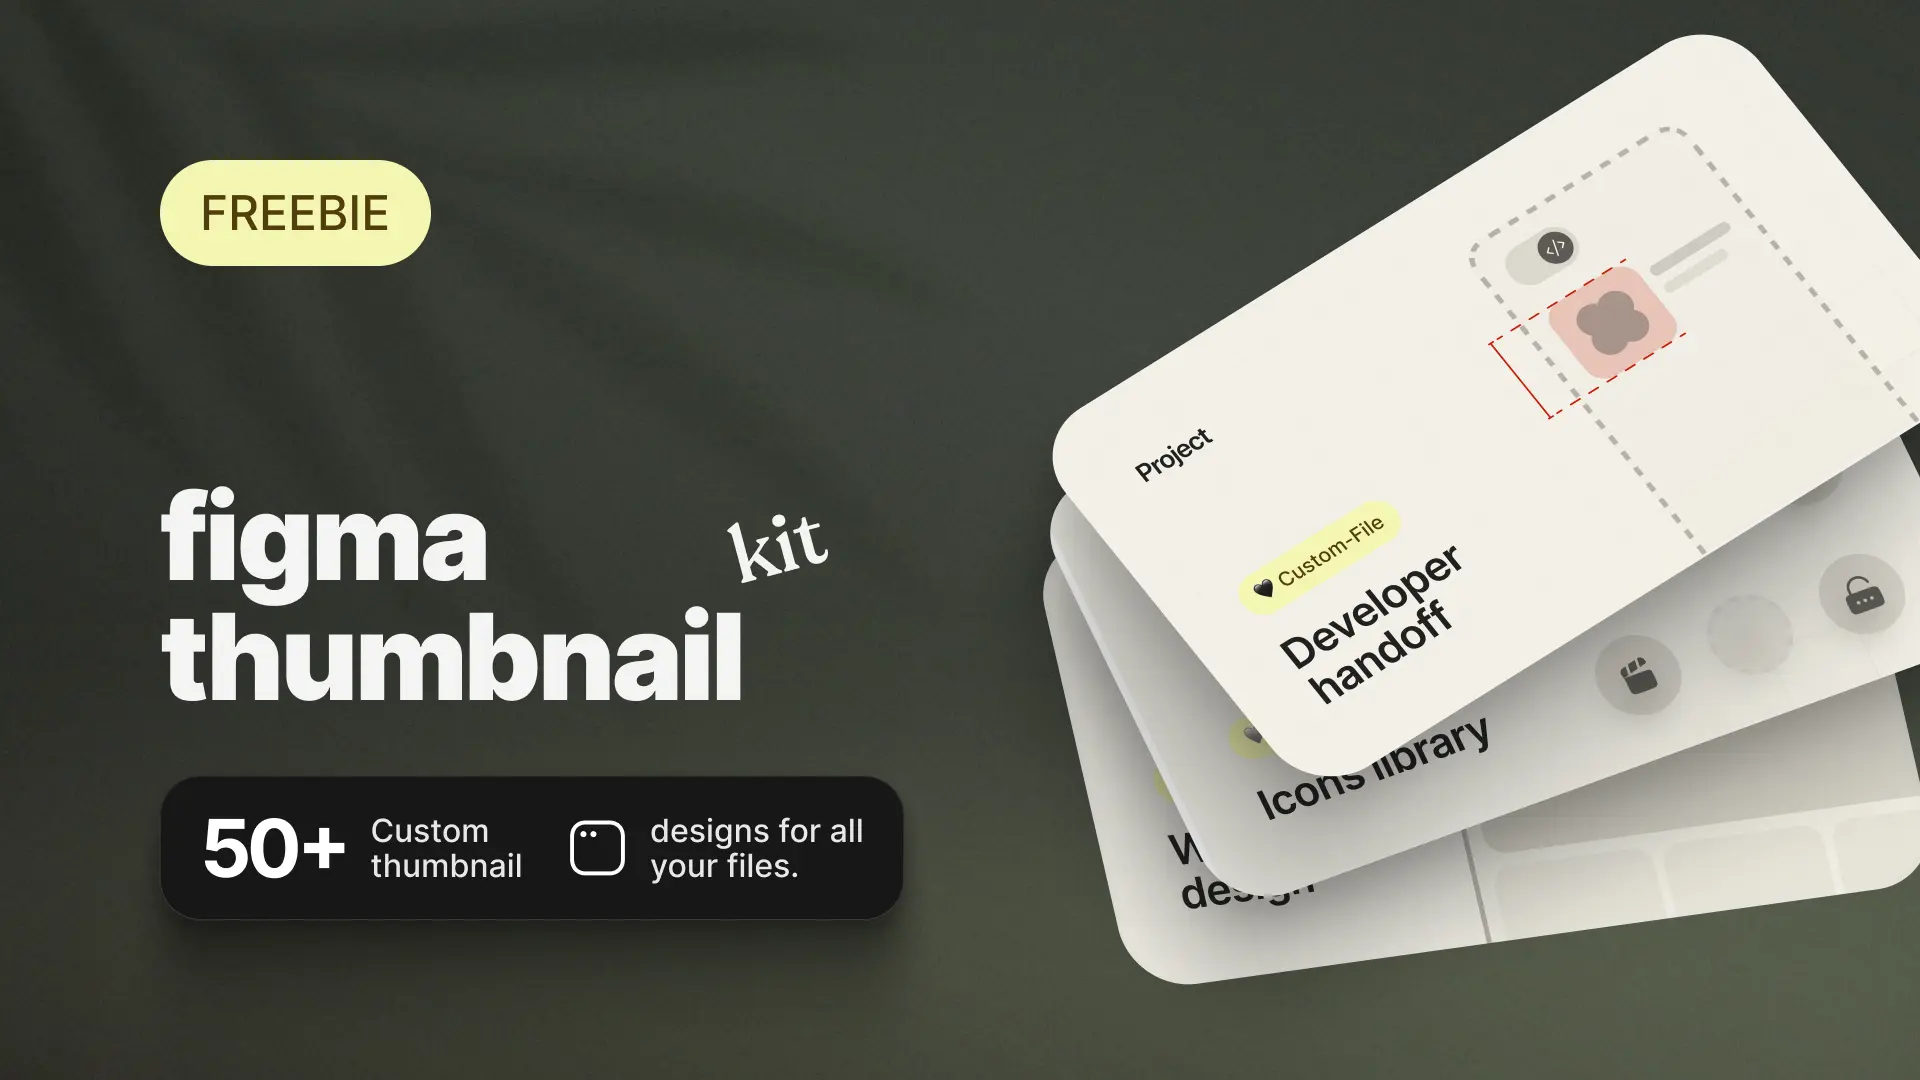 FREEBIE
figma
thumbnail
kit
50+
Custom
thumbnail
designs for all
your files.
Project
Custom-File
Developer
handoff
Icons library
design